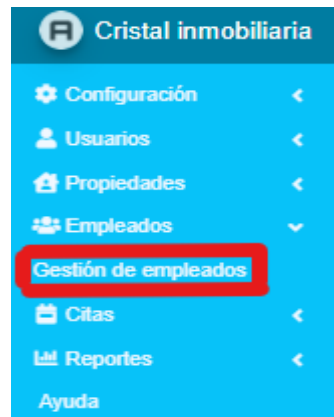 Cristal inmobiliaria
Configuración
Usuarios
Propiedades
Empleados
Gestión de empleados
Citas
Reportes
Ayuda